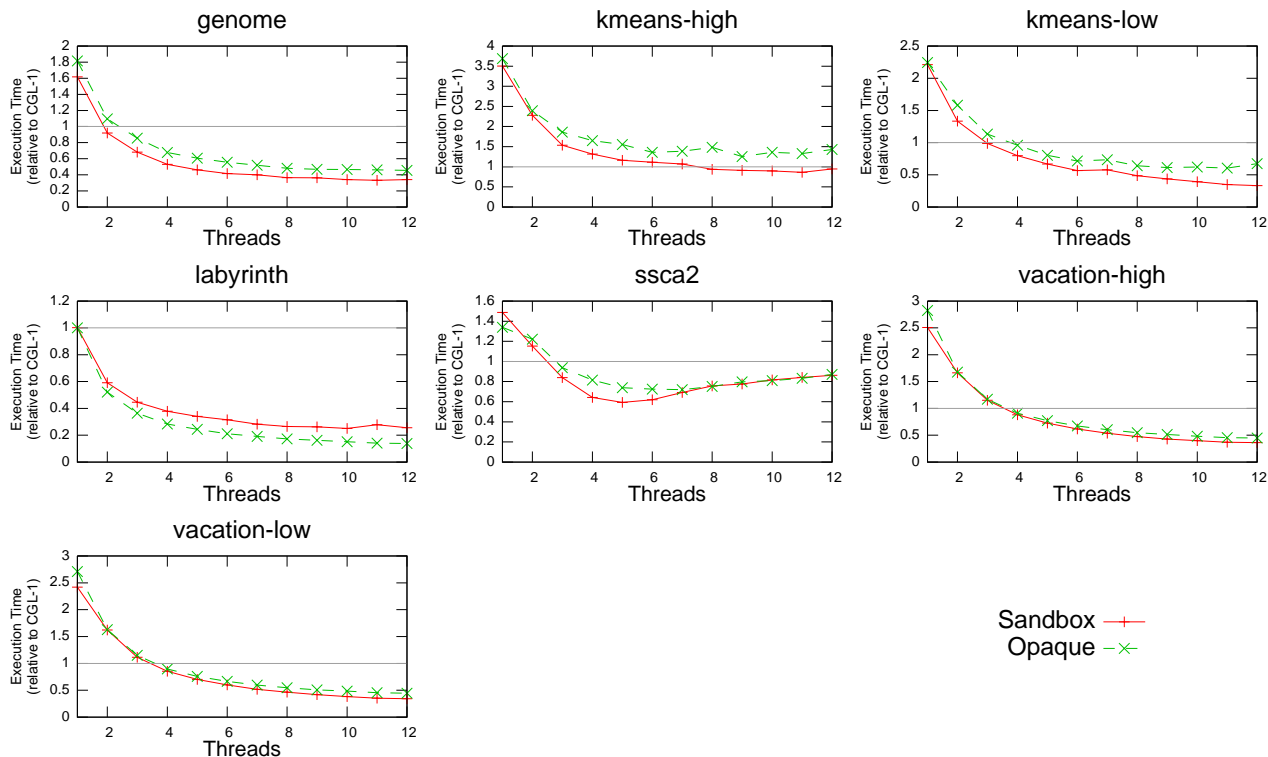 genome
Execution Time
(relative to CGL-1)
2
1.8
1.6
1.4
1.2
1
0.8
0.6
0.4
0.2
0
2 4 6 8 10 12
Threads
kmeans-high
Execution Time
(relative to CGL-1)
4
3.5
3
2.5
2
1.5
1
0.5
0
2 4 6 8 10 12
Threads
kmeans-low
Execution Time
(relative to CGL-1)
2.5
2
1.5
1
0.5
0
2 4 6 8 10 12
Threads
labyrinth
Execution Time
(relative to CGL-1)
1.2
1
0.8
0.6
0.4
0.2
0
2 4 6 8 10 12
Threads
ssca2
Execution Time
(relative to CGL-1)
1.6
1.4
1.2
1
0.8
0.6
0.4
0.2
0
2 4 6 8 10 12
Threads
vacation-high
Execution Time
(relative to CGL-1)
3
2.5
2
1.5
1
0.5
0
2 4 6 8 10 12
Threads
vacation-low
Execution Time
(relative to CGL-1)
3
2.5
2
1.5
1
0.5
0
2 4 6 8 10 12
Threads
Sandbox
Opaque